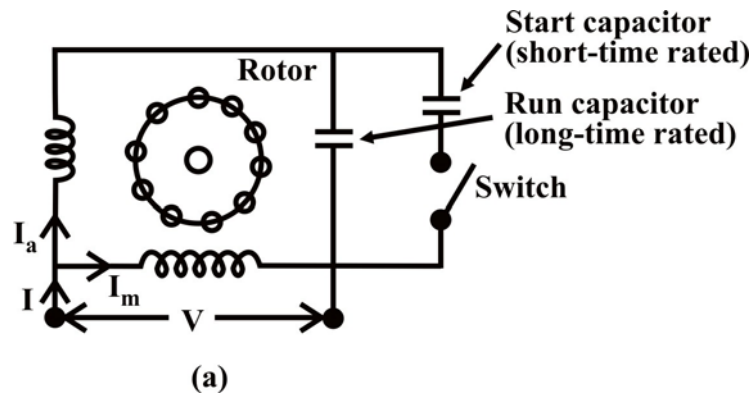 Start capacitor
(short-time rated)
Rotor
Run capacitor
(long-time rated)
Switch
Ia
Im
I
V
(a)